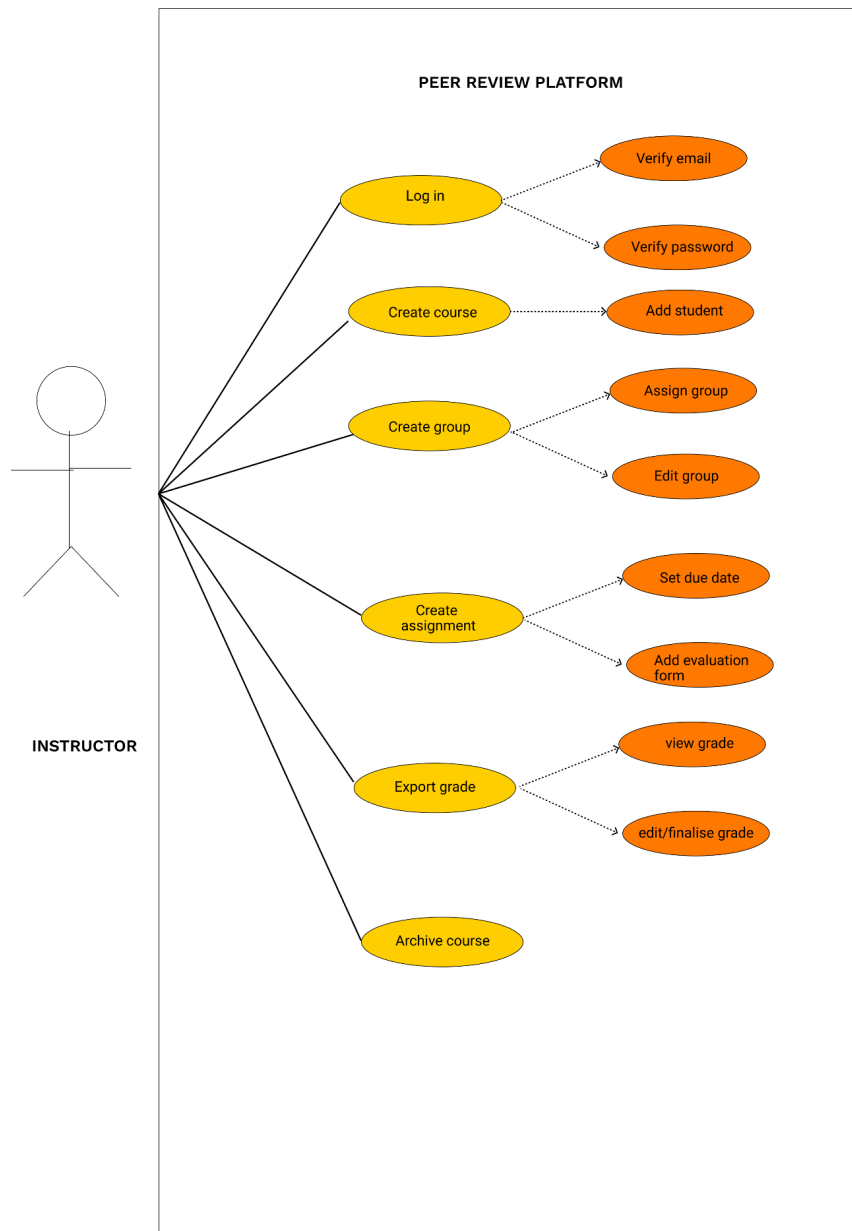 PEER REVIEW PLATFORM
Verify email
Log in
Verify password
Create course
Add student
Assign group
Create group
Edit group
Set due date
Create
assignment
Add evaluation
form
INSTRUCTOR
view grade
Export grade
edit/finalise grade
Archive course